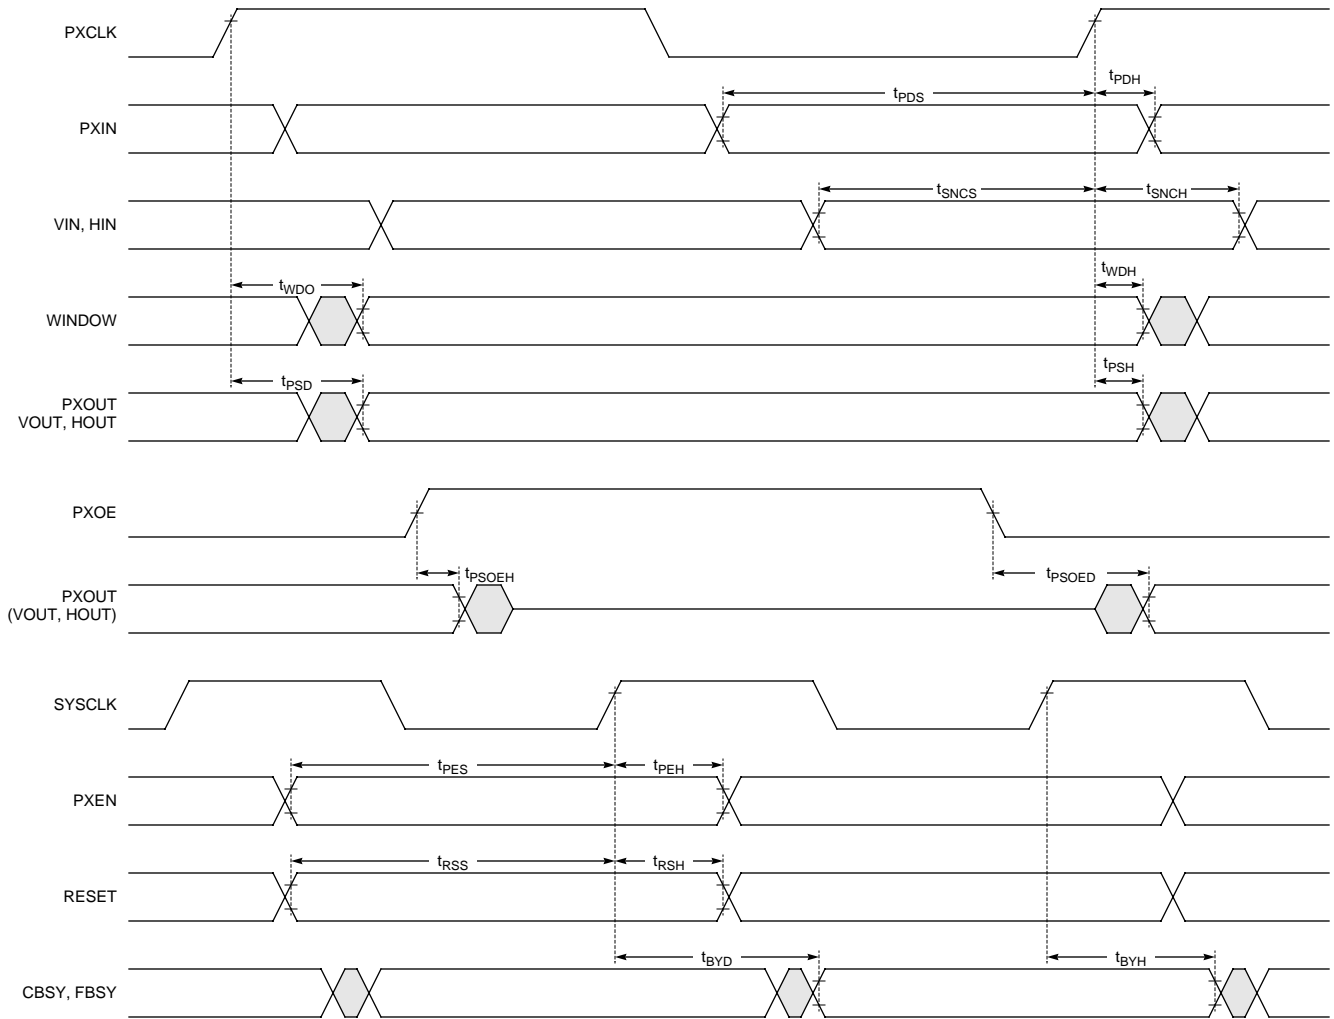 PXCLK
tPDH
tPDS
PXIN
tSNCS
tSNCH
VIN, HIN
tWDO
tWDH
WINDOW
tPSD
tPSH
PXOUT
VOUT, HOUT
PXOE
tPSOEH
tPSOED
PXOUT
(VOUT, HOUT)
SYSCLK
tPES
tPEH
PXEN
tRSS
tRSH
RESET
tBYD
tBYH
CBSY, FBSY